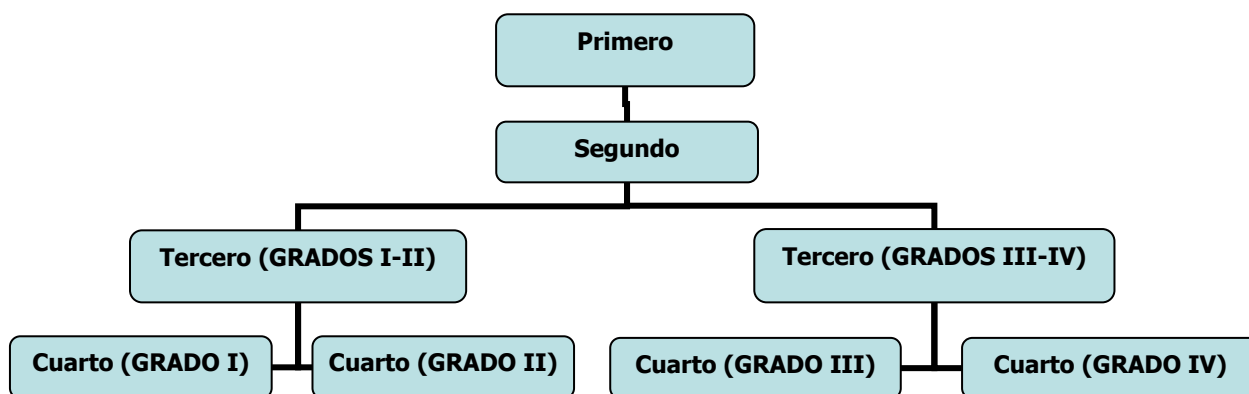 Primero
Segundo
Tercero (GRADOS I-II)
Tercero (GRADOS III-IV)
Cuarto (GRADO I)
Cuarto (GRADO II)
Cuarto (GRADO III)
Cuarto (GRADO IV)